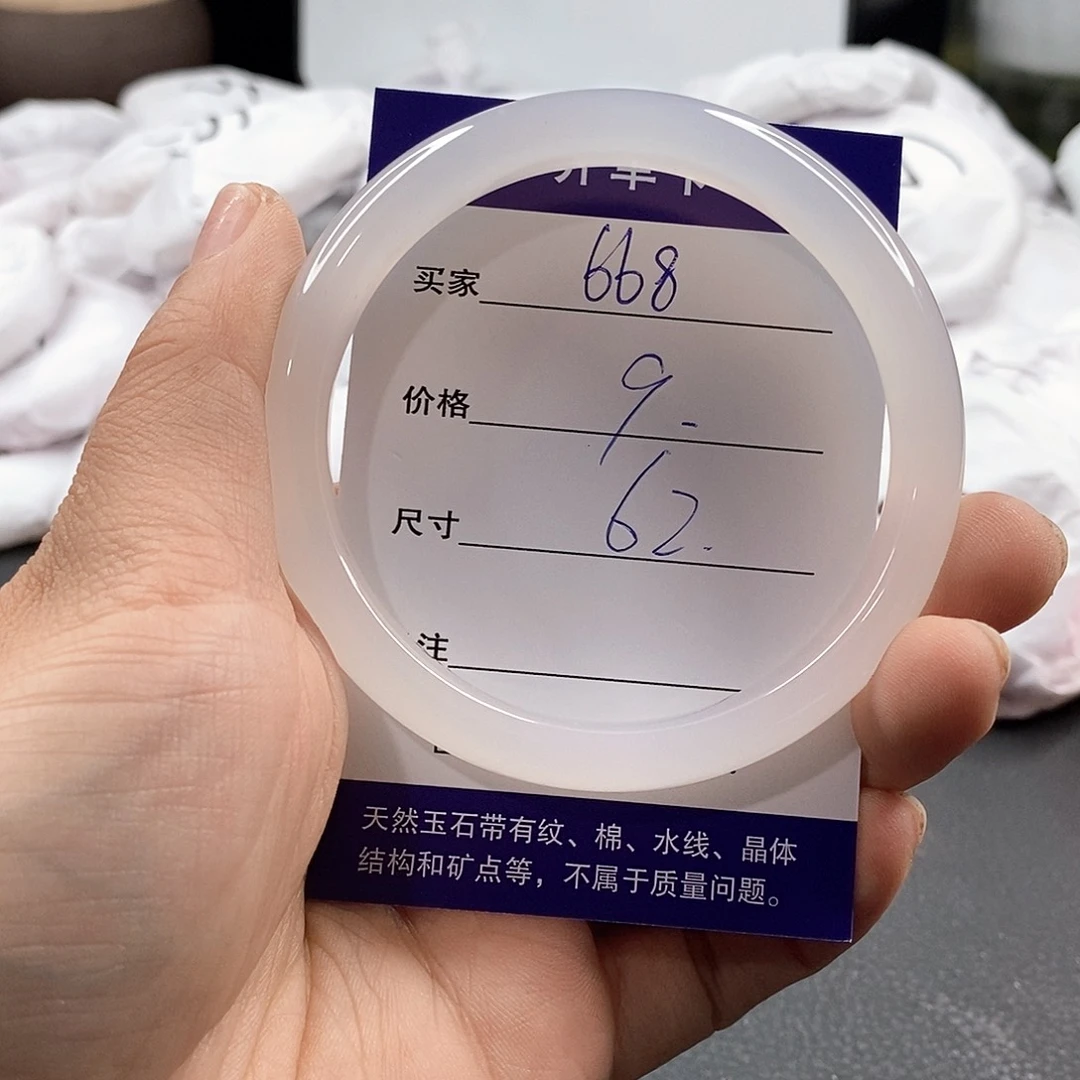 买家 668
价格 9.
尺寸 62.
注
天然玉石带有纹、棉、水线、晶体
结构和矿点等，不属于质量问题。